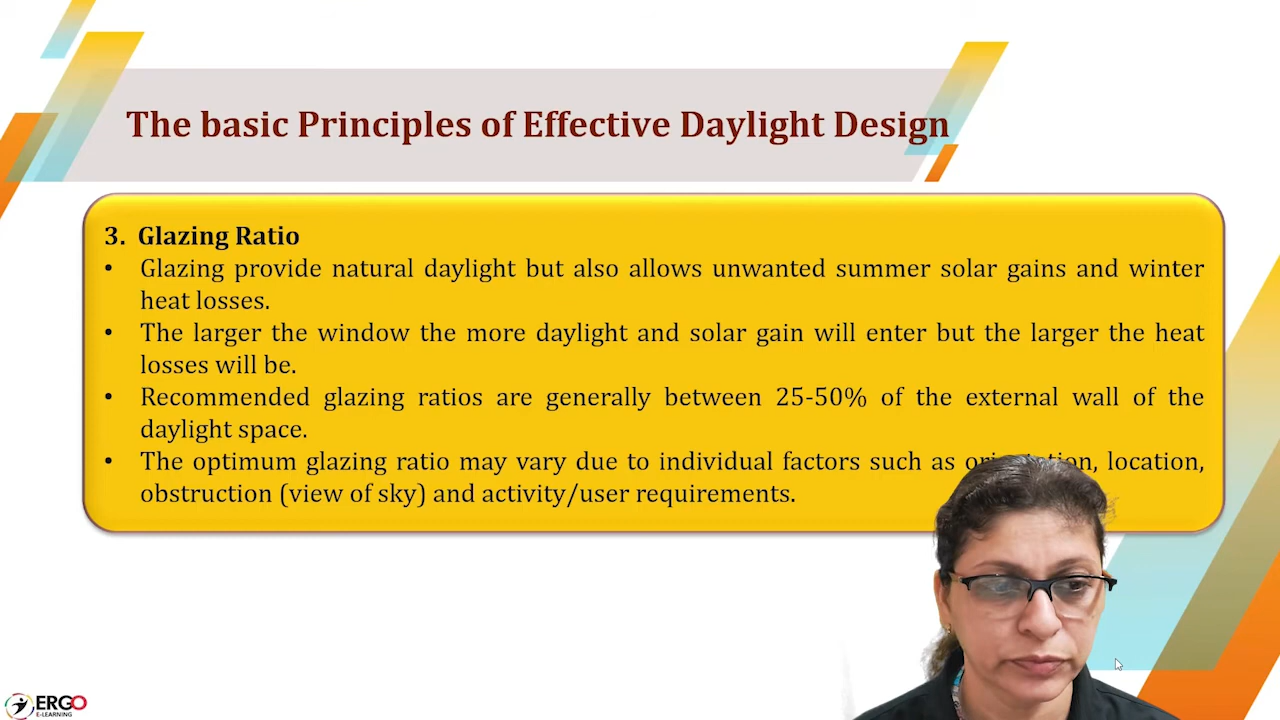 The basic Principles of Effective Daylight Design
3. Glazing Ratio
• Glazing provide natural daylight but also allows unwanted summer solar gains and winter
heat losses.
• The larger the window the more daylight and solar gain will enter but the larger the heat
losses will be.
• Recommended glazing ratios are generally between 25-50% of the external wall of the
daylight space.
• The optimum glazing ratio may vary due to individual factors such as orientation, location,
obstruction (view of sky) and activity/user requirements.
ERGO
E-LEARNING